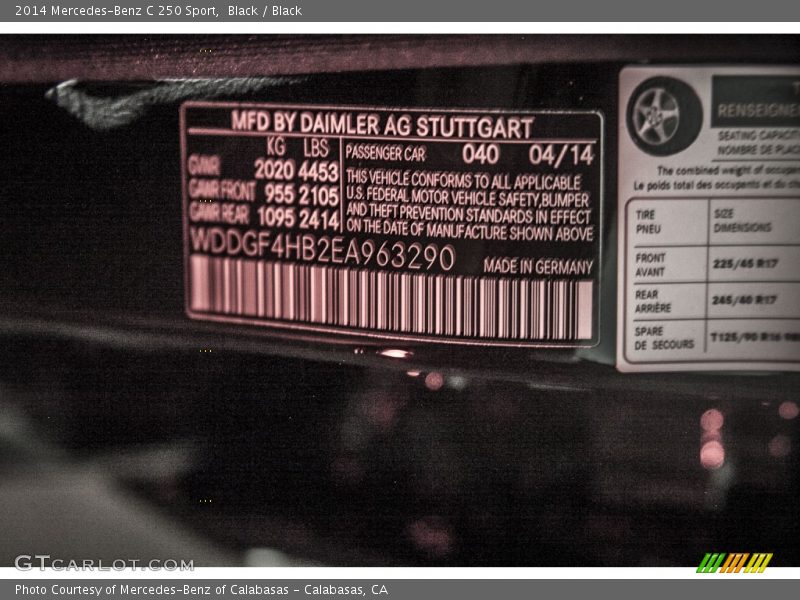 2014 Mercedes-Benz C 250 Sport,  Black / Black
MFD BY DAIMLER AG STUTTGART
KG LBS
GVWR 2020 4453
GAWR FRONT 955 2105
GAWR REAR 1095 2414
PASSENGER CAR 040 04/14
THIS VEHICLE CONFORMS TO ALL APPLICABLE
U.S. FEDERAL MOTOR VEHICLE SAFETY,BUMPER
AND THEFT PREVENTION STANDARDS IN EFFECT
ON THE DATE OF MANUFACTURE SHOWN ABOVE
WDDGF4HB2EA963290
MADE IN GERMANY
RENSEIGNE
SEATING CAPACIT
NOMBRE DE PLAC
The combined weight of occup
Le poids total des occupants et du
TIRE SIZE
PNEU DIMENSIONS
FRONT
AVANT
225/45 R17
REAR
ARRIÈRE
245/40 R17
SPARE
DE SECOURS
T125/90 R16
GTCARLOT.COM
Photo Courtesy of Mercedes-Benz of Calabasas - Calabasas, CA